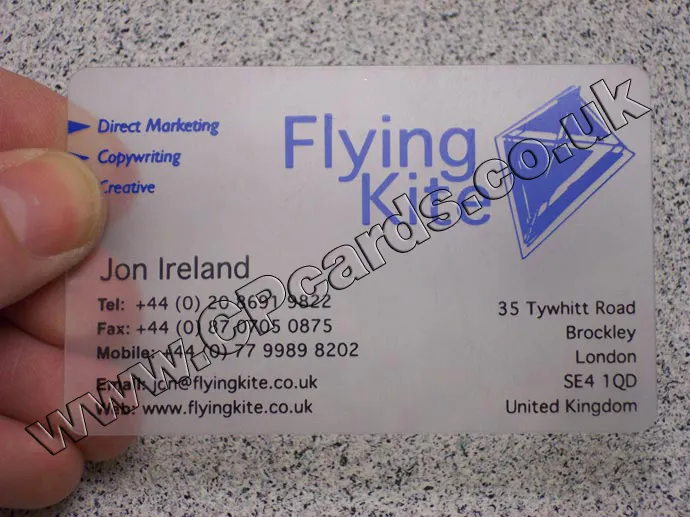 Direct Marketing
Copywriting
Creative
Flying
Kite
Jon Ireland
Tel: +44 (0) 20 8691 9822
Fax: +44 (0) 87 0705 0875
Mobile: +44 (0) 77 9989 8202
Email: jon@flyingkite.co.uk
Web: www.flyingkite.co.uk
35 Tywhitt Road
Brockley
London
SE4 1QD
United Kingdom
www.CPcards.co.uk